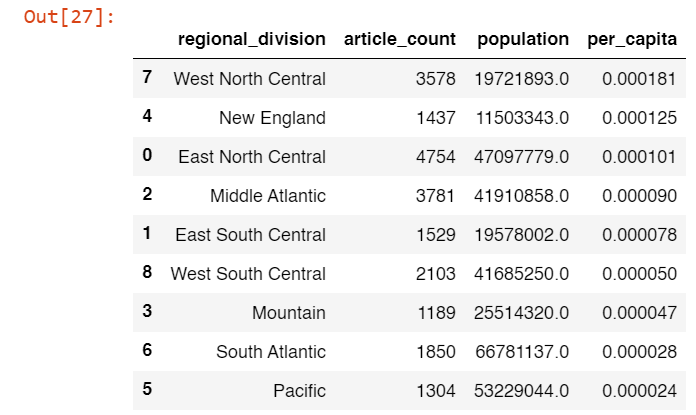 Out[27]:
regional_division article_count population per_capita
7 West North Central 3578 19721893.0 0.000181
4 New England 1437 11503343.0 0.000125
0 East North Central 4754 47097779.0 0.000101
2 Middle Atlantic 3781 41910858.0 0.000090
1 East South Central 1529 19578002.0 0.000078
8 West South Central 2103 41685250.0 0.000050
3 Mountain 1189 25514320.0 0.000047
6 South Atlantic 1850 66781137.0 0.000028
5 Pacific 1304 53229044.0 0.000024